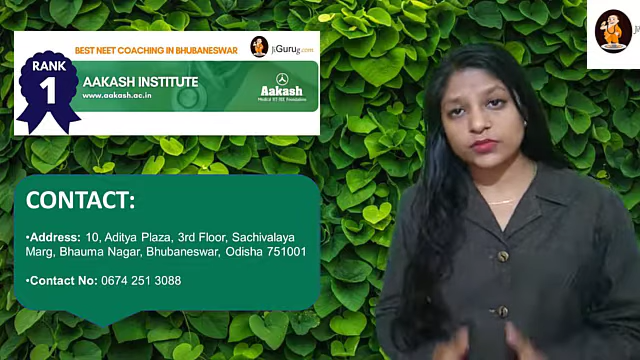 BEST NEET COACHING IN BHUBANESWAR
JiGuruG.com
RANK
1
AAKASH INSTITUTE
www.aakash.ac.in
Aakash
Medical IIT-JEE Foundations
CONTACT:
•Address: 10, Aditya Plaza, 3rd Floor, Sachivalaya
Marg, Bhauma Nagar, Bhubaneswar, Odisha 751001
•Contact No: 0674 251 3088